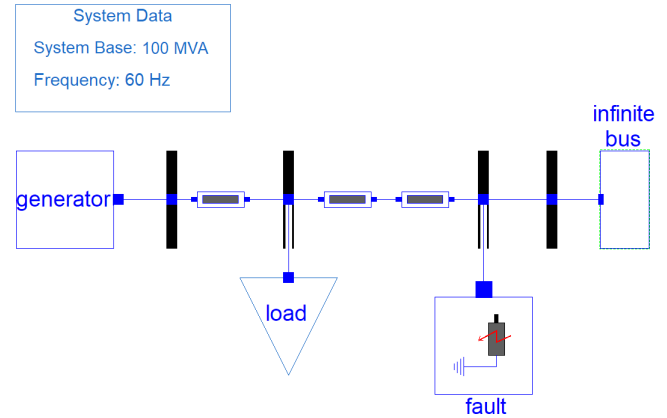 System Data
System Base: 100 MVA
Frequency: 60 Hz
infinite
bus
generator
load
fault